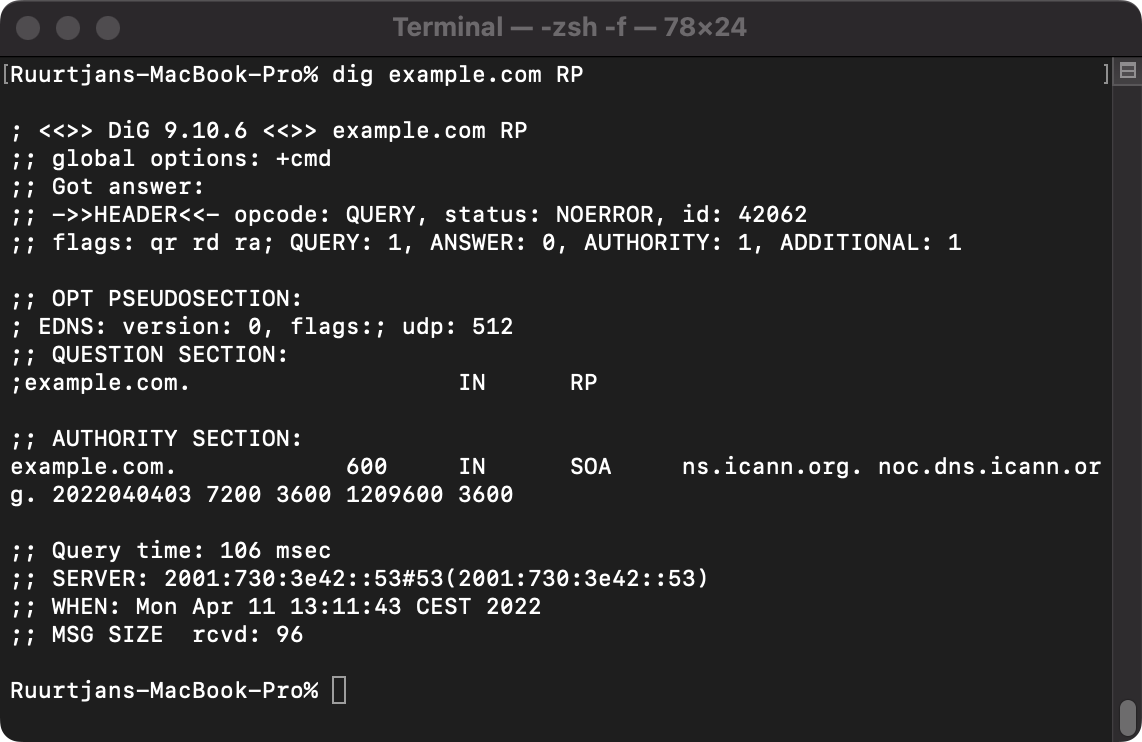 Terminal — -zsh -f — 78×24
[Ruurtjans-MacBook-Pro% dig example.com RP ]
; <<>> DiG 9.10.6 <<>> example.com RP
;; global options: +cmd
;; Got answer:
;; ->>HEADER<<- opcode: QUERY, status: NOERROR, id: 42062
;; flags: qr rd ra; QUERY: 1, ANSWER: 0, AUTHORITY: 1, ADDITIONAL: 1
;; OPT PSEUDOSECTION:
; EDNS: version: 0, flags:; udp: 512
;; QUESTION SECTION:
;example.com. IN RP
;; AUTHORITY SECTION:
example.com. 600 IN SOA ns.icann.org. noc.dns.icann.or
g. 2022040403 7200 3600 1209600 3600
;; Query time: 106 msec
;; SERVER: 2001:730:3e42::53#53(2001:730:3e42::53)
;; WHEN: Mon Apr 11 13:11:43 CEST 2022
;; MSG SIZE  rcvd: 96
Ruurtjans-MacBook-Pro%